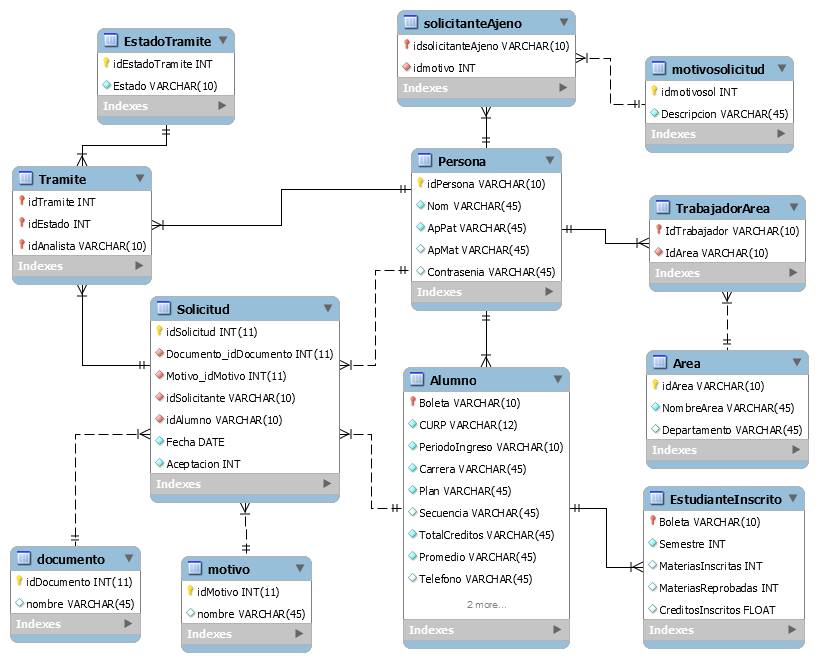 EstadoTramite
idEstadoTramite INT
Estado VARCHAR(10)
Indexes
solicitanteAjeno
idsolicitanteAjeno VARCHAR(10)
idmotivo INT
Indexes
motivosolicitud
idmotivosol INT
Descripcion VARCHAR(45)
Indexes
Tramite
idTramite INT
idEstado INT
idAnalista VARCHAR(10)
Indexes
Persona
idPersona VARCHAR(10)
Nom VARCHAR(45)
ApPat VARCHAR(45)
ApMat VARCHAR(45)
Contrasenia VARCHAR(45)
Indexes
TrabajadorArea
IdTrabajador VARCHAR(10)
IdArea VARCHAR(10)
Indexes
Solicitud
idSolicitud INT(11)
Documento_idDocumento INT(11)
Motivo_idMotivo INT(11)
idSolicitante VARCHAR(10)
idAlumno VARCHAR(10)
Fecha DATE
Aceptacion INT
Indexes
Alumno
Boleta VARCHAR(10)
CURP VARCHAR(12)
PeriodoIngreso VARCHAR(10)
Carrera VARCHAR(45)
Plan VARCHAR(45)
Secuencia VARCHAR(45)
TotalCreditos VARCHAR(45)
Promedio VARCHAR(45)
Telefono VARCHAR(45)
2 more...
Indexes
Area
idArea VARCHAR(10)
NombreArea VARCHAR(45)
Departamento VARCHAR(45)
Indexes
EstudianteInscrito
Boleta VARCHAR(10)
Semestre INT
MateriasInscritas INT
MateriasReprobadas INT
CreditosInscritos FLOAT
Indexes
documento
idDocumento INT(11)
nombre VARCHAR(45)
Indexes
motivo
idMotivo INT(11)
nombre VARCHAR(45)
Indexes